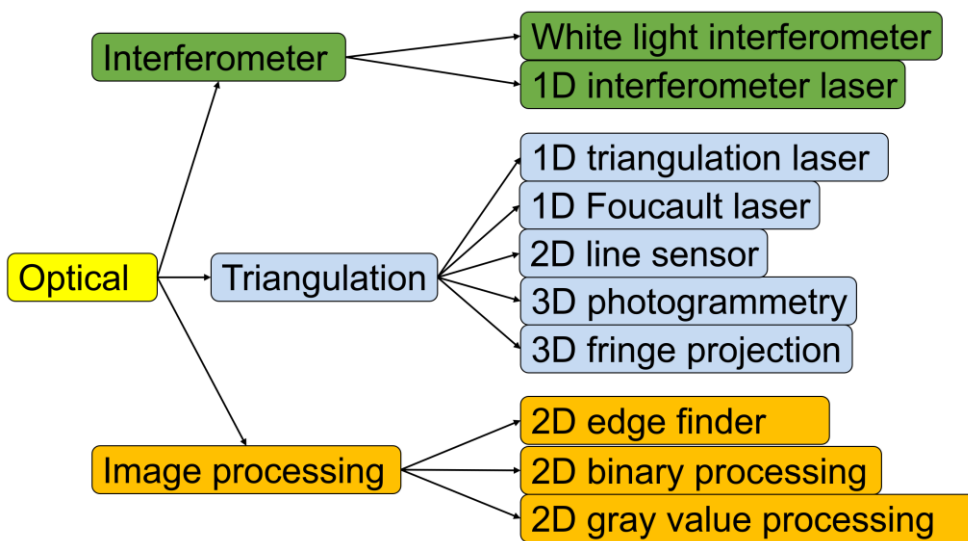 Interferometer
White light interferometer
1D interferometer laser
Optical
Triangulation
1D triangulation laser
1D Foucault laser
2D line sensor
3D photogrammetry
3D fringe projection
Image processing
2D edge finder
2D binary processing
2D gray value processing